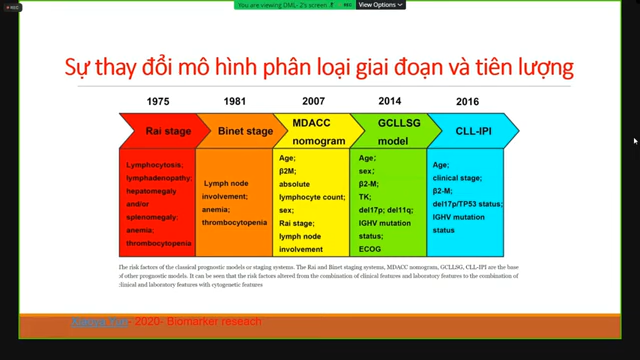 You are viewing DML- 2's screen
REC
View Options
REC
Sự thay đổi mô hình phân loại giai đoạn và tiên lượng
1975
1981
2007
2014
2016
Rai stage
Binet stage
MDACC
nomogram
GCLLSG
model
CLL-IPI
Lymphocytosis;
lymphadenopathy;
hepatomegaly
and/or
splenomegaly;
anemia;
thrombocytopenia
Lymph node
involvement;
anemia;
thrombocytopenia
Age;
β2M;
absolute
lymphocyte count;
sex;
Rai stage;
lymph node
involvement
Age;
sex;
β2-M;
TK;
del17p; del11q;
IGHV mutation
status;
ECOG
Age;
clinical stage;
β2-M;
del17p/TP53 status;
IGHV mutation
status
The risk factors of the classical prognostic models or staging systems. The Rai and Binet staging systems, MDACC nomogram, GCLLSG, CLL-IPI are the base
of other prognostic models. It can be seen that the risk factors altered from the combination of clinical features and laboratory features to the combination of
clinical and laboratory features with cytogenetic features
- 2020- Biomarker reseach